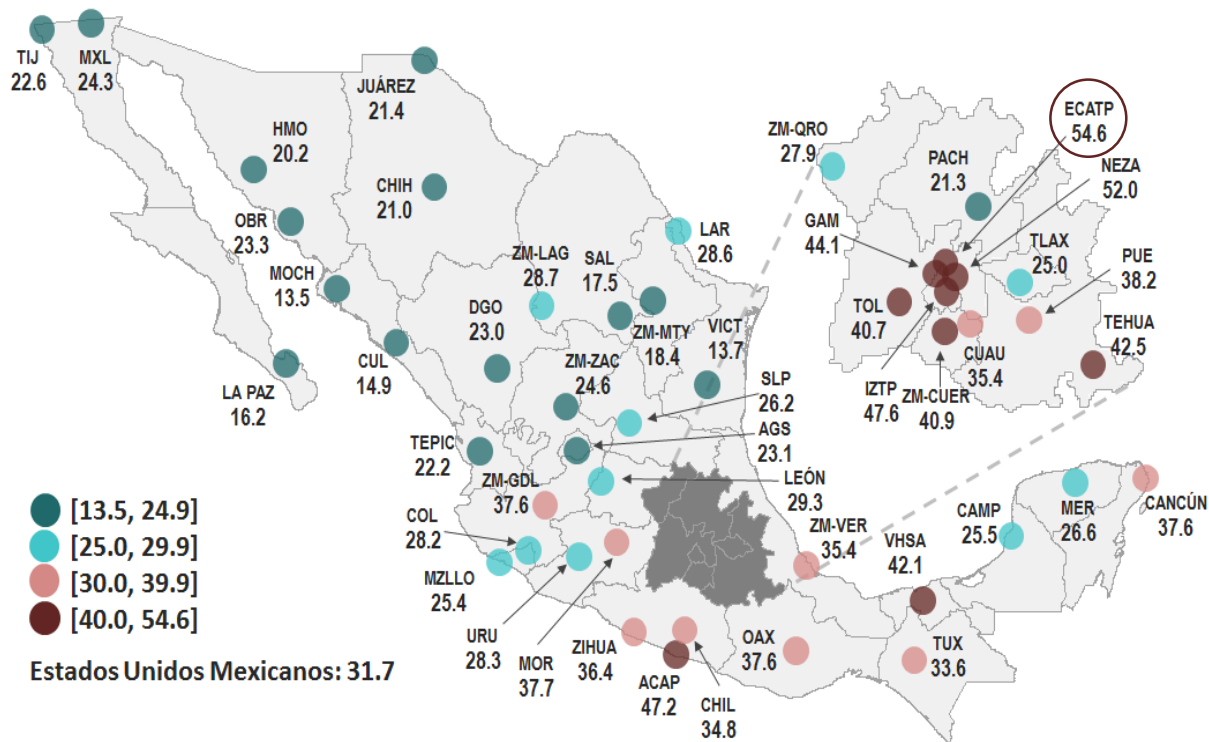 TIJ
22.6
MXL
24.3
JUÁREZ
21.4
HMO
20.2
CHIH
21.0
OBR
23.3
MOCH
13.5
LAR
28.6
ZM-LAG
28.7
SAL
17.5
DGO
23.0
ZM-MTY
18.4
VICT
13.7
CUL
14.9
ZM-ZAC
24.6
LA PAZ
16.2
SLP
26.2
AGS
23.1
TEPIC
22.2
ZM-GDL
37.6
LEÓN
29.3
COL
28.2
MZLLO
25.4
URU
28.3
MOR
37.7
ZIHUA
36.4
ACAP
47.2
CHIL
34.8
OAX
37.6
ZM-VER
35.4
VHSA
42.1
TUX
33.6
CAMP
25.5
MER
26.6
CANCÚN
37.6
ZM-QRO
27.9
PACH
21.3
ECATP
54.6
NEZA
52.0
GAM
44.1
TLAX
25.0
PUE
38.2
TOL
40.7
TEHUA
42.5
CUAU
35.4
IZTP
47.6
ZM-CUER
40.9
[13.5, 24.9]
[25.0, 29.9]
[30.0, 39.9]
[40.0, 54.6]
Estados Unidos Mexicanos: 31.7